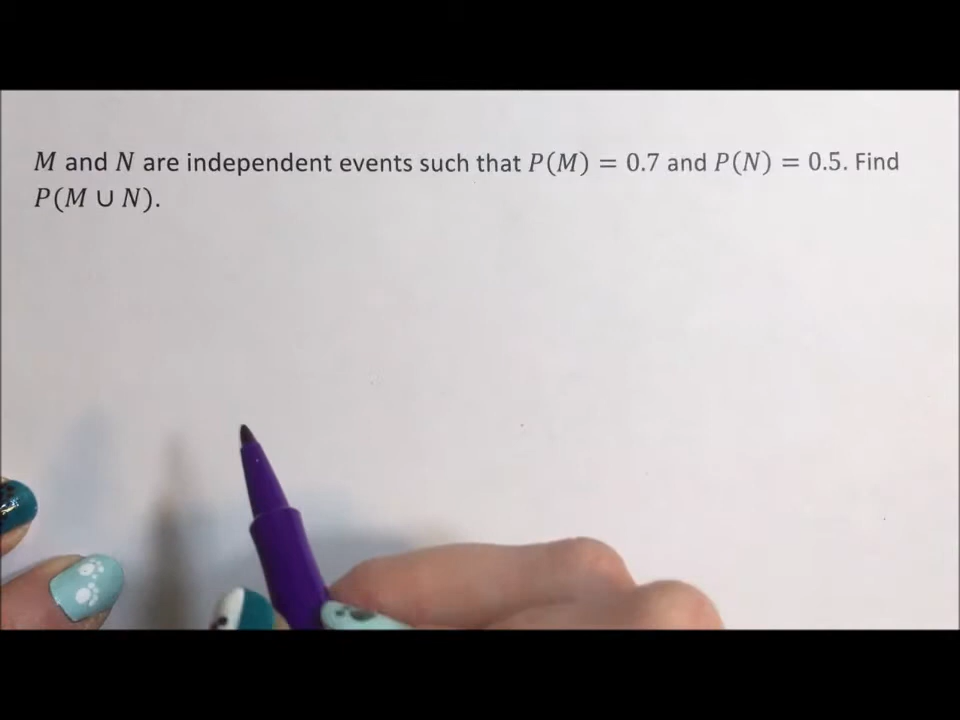 M and N are independent events such that P(M) = 0.7 and P(N) = 0.5. Find
P(M ∪ N).